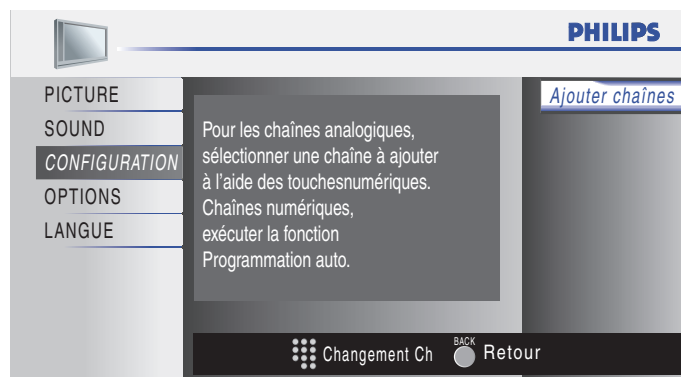 PHILIPS
PICTURE
SOUND
CONFIGURATION
OPTIONS
LANGUE
Pour les chaînes analogiques,
sélectionner une chaîne à ajouter
à l'aide des touchesnumériques.
Chaînes numériques,
exécuter la fonction
Programmation auto.
Ajouter chaînes
Changement Ch
BACK
Retour